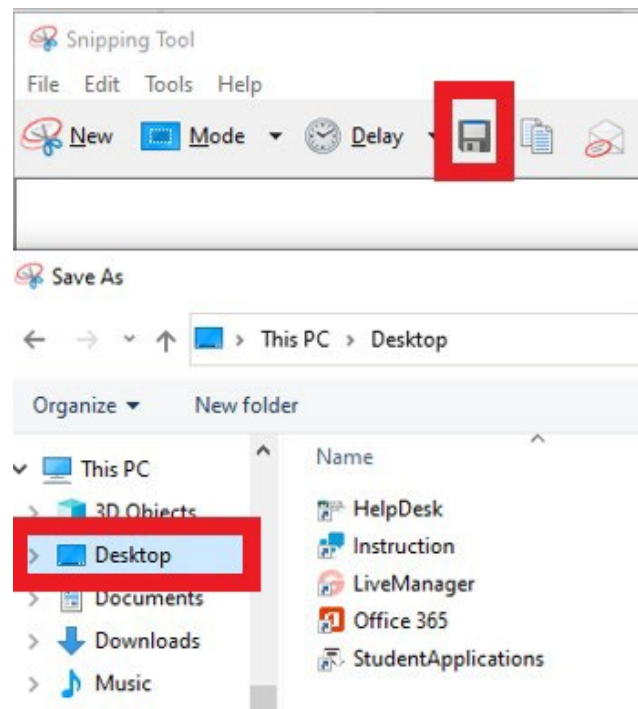 Snipping Tool
File Edit Tools Help
New Mode Delay
Save As
This PC > Desktop
Organize New folder
This PC
3D Objects
Desktop
Documents
Downloads
Music
Name
HelpDesk
Instruction
LiveManager
Office 365
StudentApplications